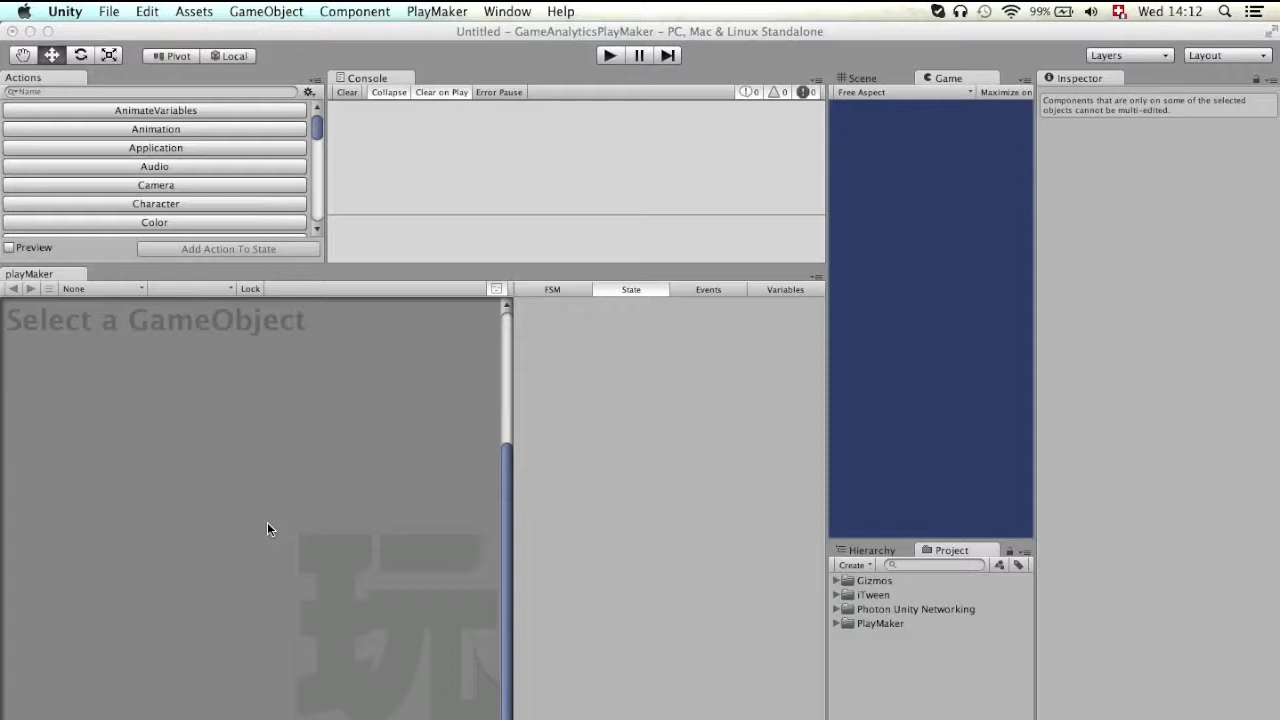 Unity File Edit Assets GameObject Component PlayMaker Window Help 99% Wed 14:12
Untitled - GameAnalyticsPlayMaker - PC, Mac & Linux Standalone
Pivot Local Layers Layout
Actions Console Scene Game Inspector
Name Clear Collapse Clear on Play Error Pause 0 0 0 Free Aspect Maximize on
Components that are only on some of the selected
objects cannot be multi-edited.
AnimateVariables
Animation
Application
Audio
Camera
Character
Color
Preview Add Action To State
playMaker
None Lock FSM State Events Variables
Select a GameObject
玩
Hierarchy Project
Create
Gizmos
iTween
Photon Unity Networking
PlayMaker